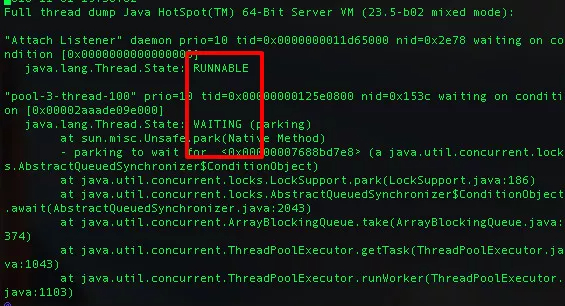 Full thread dump Java HotSpot(TM) 64-Bit Server VM (23.5-b02 mixed mode):
"Attach Listener" daemon prio=10 tid=0x0000000011d65000 nid=0x2e78 waiting on co
ndition [0x0000000000000000]
java.lang.Thread.State: RUNNABLE
"pool-3-thread-100" prio=10 tid=0x00000000125e0800 nid=0x153c waiting on conditi
on [0x00002aaade09e000]
java.lang.Thread.State: WAITING (parking)
at sun.misc.Unsafe.park(Native Method)
- parking to wait for <0x00000007688bd7e8> (a java.util.concurrent.lock
s.AbstractQueuedSynchronizer$ConditionObject)
at java.util.concurrent.locks.LockSupport.park(LockSupport.java:186)
at java.util.concurrent.locks.AbstractQueuedSynchronizer$ConditionObject
.await(AbstractQueuedSynchronizer.java:2043)
at java.util.concurrent.ArrayBlockingQueue.take(ArrayBlockingQueue.java:
374)
at java.util.concurrent.ThreadPoolExecutor.getTask(ThreadPoolExecutor.ja
va:1043)
at java.util.concurrent.ThreadPoolExecutor.runWorker(ThreadPoolExecutor.
java:1103)